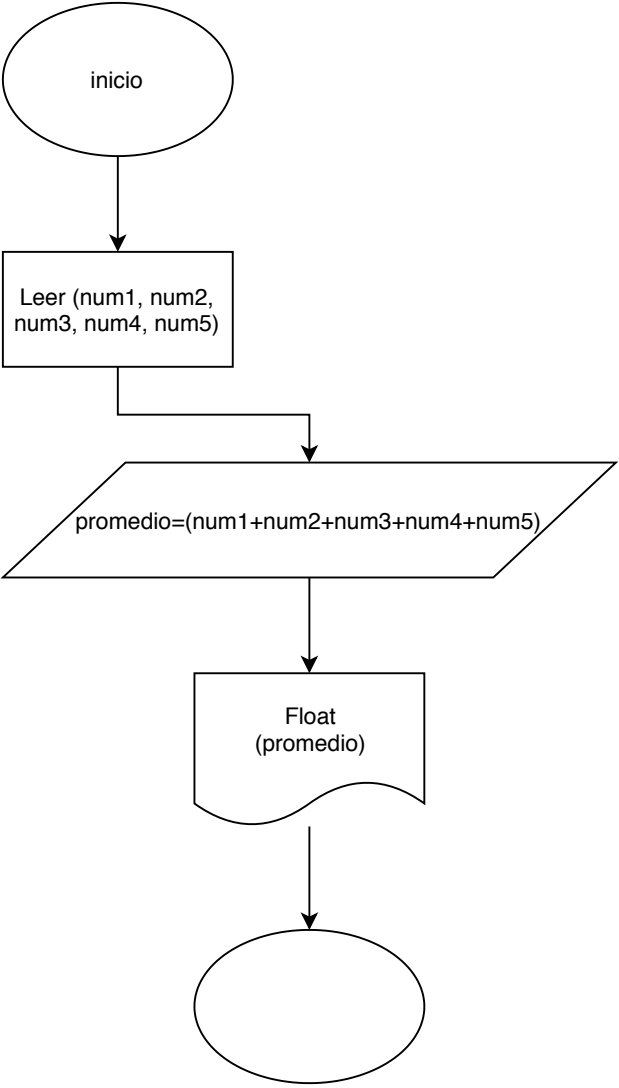 inicio
Leer (num1, num2,
num3, num4, num5)
promedio=(num1+num2+num3+num4+num5)
Float
(promedio)